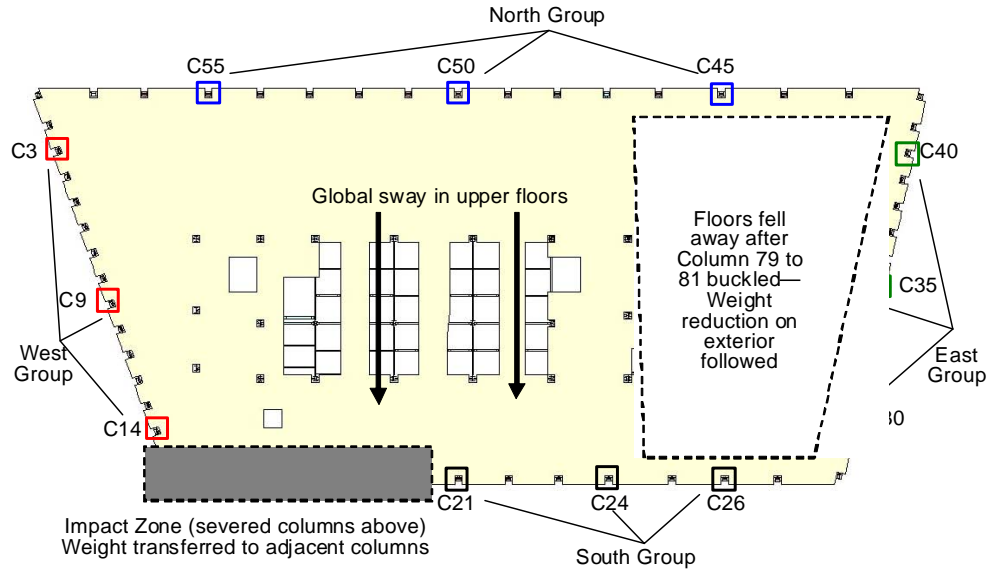 North Group
C55
C50
C45
C3
C40
Global sway in upper floors
Floors fell
away after
Column 79 to
81 buckled—
Weight
reduction on
exterior
followed
C9
C35
West
Group
East
Group
C14
C21
C24
C26
Impact Zone (severed columns above)
Weight transferred to adjacent columns
South Group